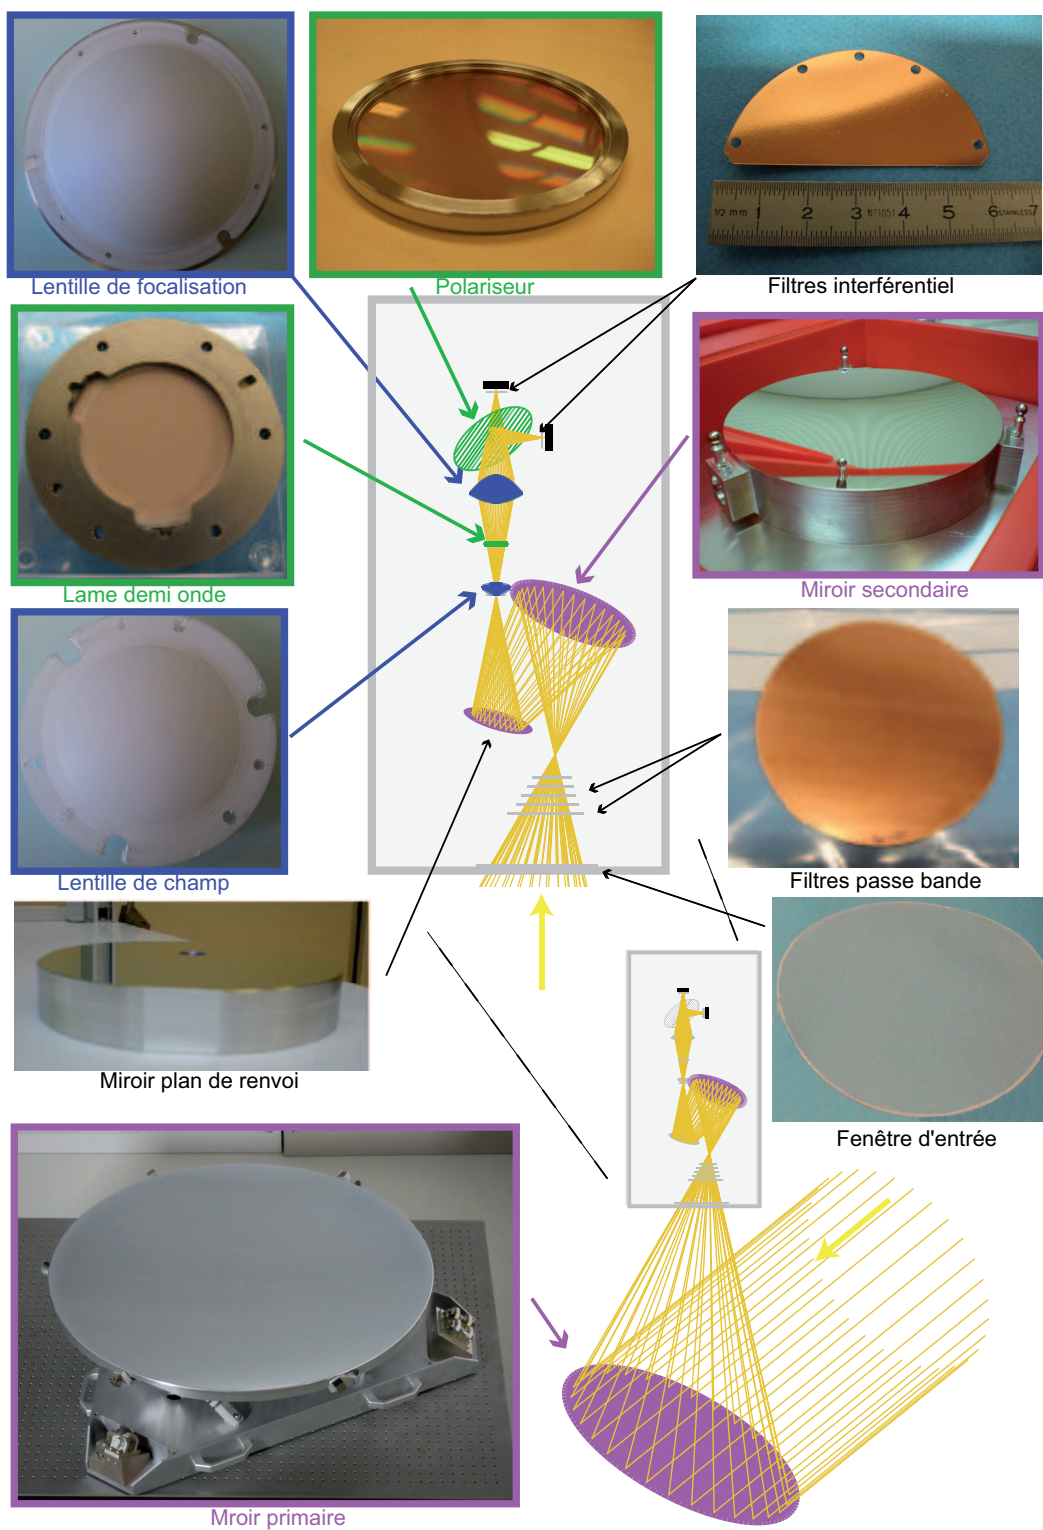 Lentille de focalisation
Polariseur
1/2 mm 1 2 3 N°1051 4 5 6 STAINLESS 7
Filtres interférentiel
Lame demi onde
Miroir secondaire
Lentille de champ
Filtres passe bande
Miroir plan de renvoi
Fenêtre d'entrée
Mroir primaire